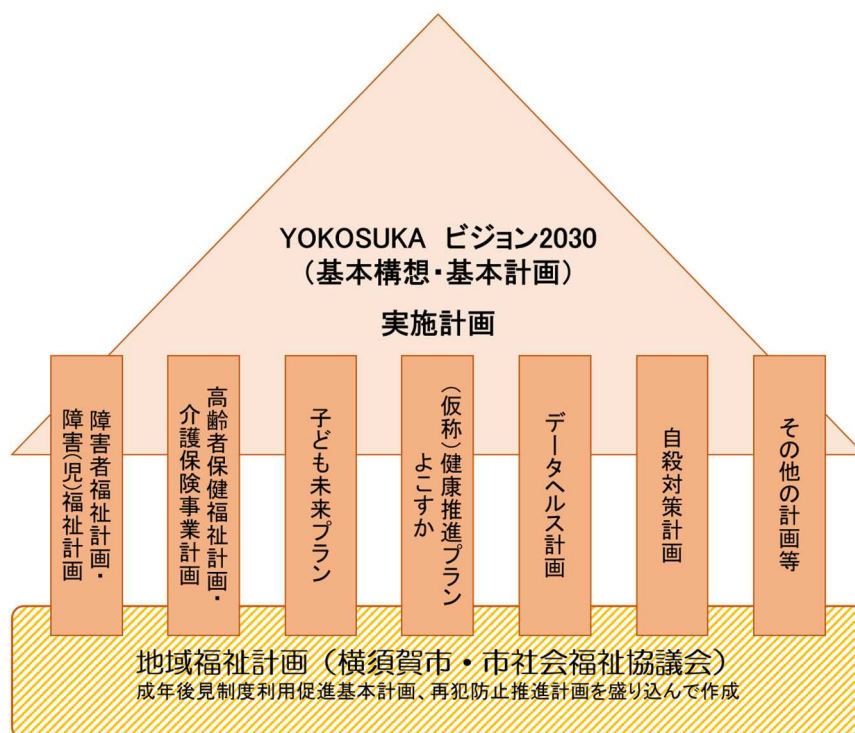 YOKOSUKA ビジョン2030
（基本構想・基本計画）
実施計画
障害者福祉計画・
障害（児）福祉計画
高齢者保健福祉計画・
介護保険事業計画
子ども未来プラン
（仮称）健康推進プラン
よこすか
データヘルス計画
自殺対策計画
その他の計画等
地域福祉計画（横須賀市・市社会福祉協議会）
成年後見制度利用促進基本計画、再犯防止推進計画を盛り込んで作成